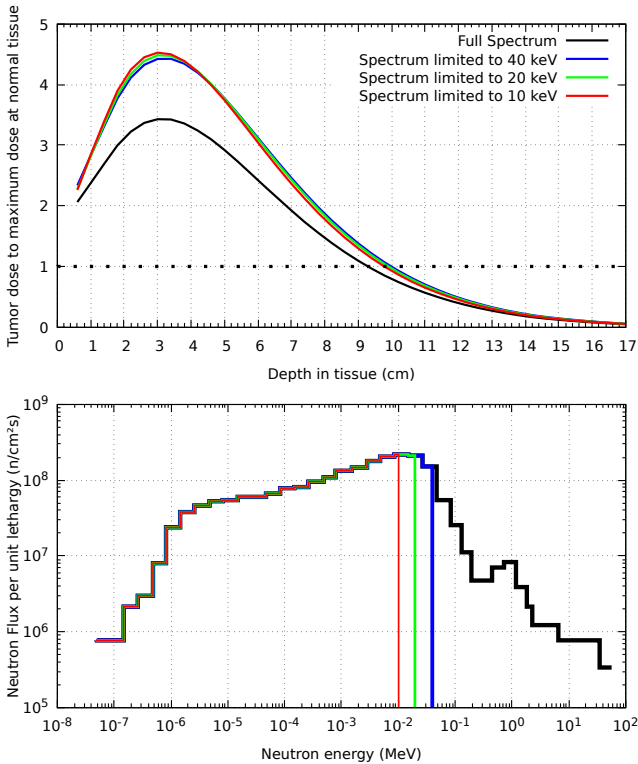 Tumor dose to maximum dose at normal tissue
5
4
3
2
1
0
Full Spectrum
Spectrum limited to 40 keV
Spectrum limited to 20 keV
Spectrum limited to 10 keV
0 1 2 3 4 5 6 7 8 9 10 11 12 13 14 15 16 17
Depth in tissue (cm)
Neutron Flux per unit lethargy (n/cm²s)
10⁹
10⁸
10⁷
10⁶
10⁵
10⁻⁸ 10⁻⁷ 10⁻⁶ 10⁻⁵ 10⁻⁴ 10⁻³ 10⁻² 10⁻¹ 10⁰ 10¹ 10²
Neutron energy (MeV)